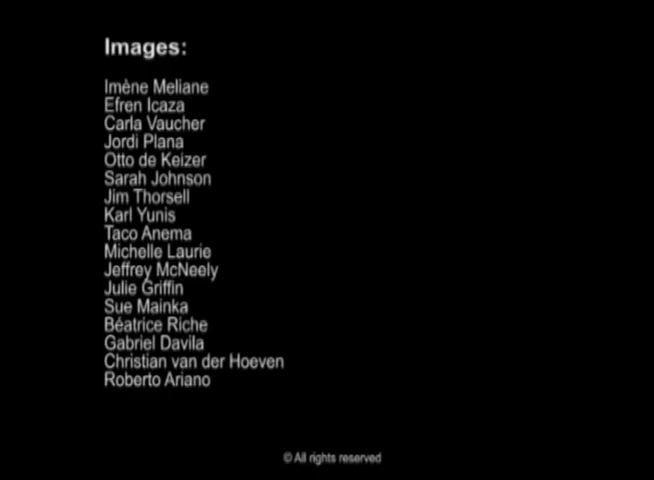 Images:
Imène Meliane
Efren Icaza
Carla Vaucher
Jordi Plana
Otto de Keizer
Sarah Johnson
Jim Thorsell
Karl Yunis
Taco Anema
Michelle Laurie
Jeffrey McNeely
Julie Griffin
Sue Mainka
Béatrice Riche
Gabriel Davila
Christian van der Hoeven
Roberto Ariano
© All rights reserved